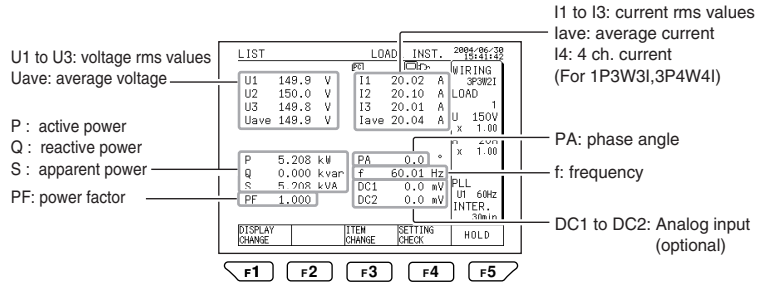 I1 to I3: current rms values
Iave: average current
I4: 4 ch. current
(For 1P3W3I,3P4W4I)
U1 to U3: voltage rms values
Uave: average voltage
P : active power
Q : reactive power
S : apparent power
PF: power factor
PA: phase angle
f: frequency
DC1 to DC2: Analog input
(optional)
LIST LOAD INST. 2004/06/30
15:41:42
PC
U1 149.9 V I1 20.02 A
U2 150.0 V I2 20.10 A
U3 149.8 V I3 20.01 A
Uave 149.9 V Iave 20.04 A
P 5.208 kW PA 0.0 °
Q 0.000 kvar f 60.01 Hz
S 5.208 kVA DC1 0.0 mV
PF 1.000 DC2 0.0 mV
WIRING
3P3W2I
LOAD
1
U 150V
x 1.00
20A
x 1.00
PLL
U1 60Hz
INTER.
30min
DISPLAY CHANGE
ITEM CHANGE
SETTING CHECK
HOLD
F1 F2 F3 F4 F5